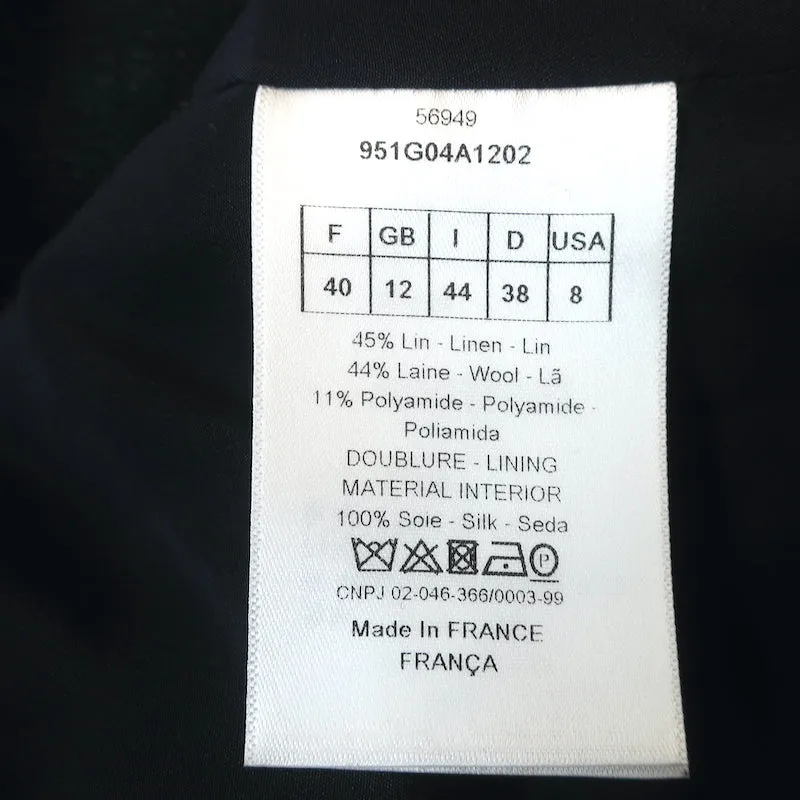 56949
951G04A1202
F GB I D USA
40 12 44 38 8
45% Lin - Linen - Lin
44% Laine - Wool - Lã
11% Polyamide - Polyamide -
Poliamida
DOUBLURE - LINING
MATERIAL INTERIOR
100% Soie - Silk - Seda
P
CNPJ 02-046-366/0003-99
Made In FRANCE
FRANÇA